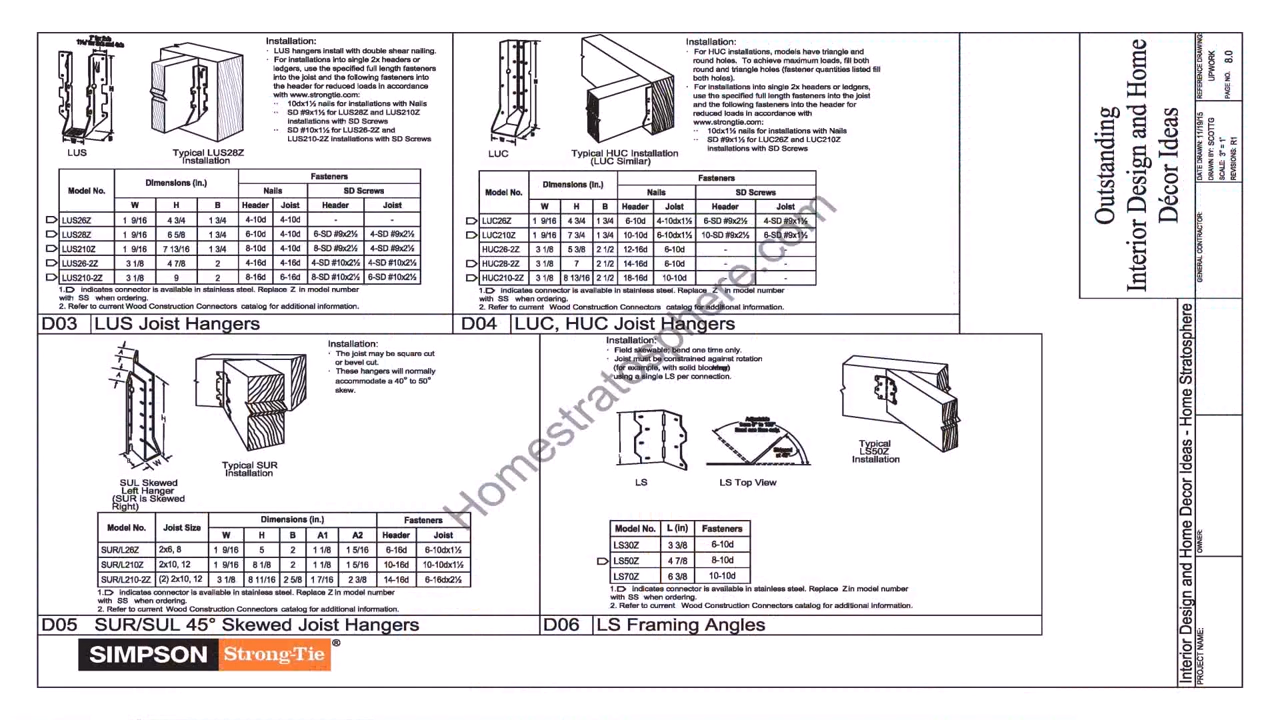 2" for 2xs
1 1/16" for 2xs and 4xs
W
H
B
LUS
Typical LUS28Z
Installation
Installation:
· LUS hangers install with double shear nailing.
· For installations into single 2x headers or
ledgers, use the specified full length fasteners
into the joist and the following fasteners into
the header for reduced loads in accordance
with www.strongtie.com:
·· 10dx1½ nails for installations with Nails
·· SD #9x1½ for LUS28Z and LUS210Z
installations with SD Screws
·· SD #10x1½ for LUS26-2Z and
LUS210-2Z installations with SD Screws
Model No. Dimensions (in.) Fasteners
Nails SD Screws
W H B Header Joist Header Joist
LUS26Z 1 9/16 4 3/4 1 3/4 4-10d 4-10d - -
LUS28Z 1 9/16 6 5/8 1 3/4 6-10d 4-10d 6-SD #9x2½ 4-SD #9x2½
LUS210Z 1 9/16 7 13/16 1 3/4 8-10d 4-10d 8-SD #9x2½ 4-SD #9x2½
LUS26-2Z 3 1/8 4 7/8 2 4-16d 4-16d 4-SD #10x2½ 4-SD #10x2½
LUS210-2Z 3 1/8 9 2 8-16d 6-16d 8-SD #10x2½ 6-SD #10x2½
1. indicates connector is available in stainless steel. Replace Z in model number
with SS when ordering.
2. Refer to current Wood Construction Connectors catalog for additional information.
D03 LUS Joist Hangers
LUC
Typical HUC Installation
(LUC Similar)
Installation:
· For HUC installations, models have triangle and
round holes. To achieve maximum loads, fill both
round and triangle holes (fastener quantities listed fill
both holes).
· For installations into single 2x headers or ledgers,
use the specified full length fasteners into the joist
and the following fasteners into the header for
reduced loads in accordance with
www.strongtie.com:
·· 10dx1½ nails for installations with Nails
·· SD #9x1½ for LUC26Z and LUC210Z
installations with SD Screws
Model No. Dimensions (in.) Fasteners
Nails SD Screws
W H B Header Joist Header Joist
LUC26Z 1 9/16 4 3/4 1 3/4 6-10d 4-10dx1½ 6-SD #9x2½ 4-SD #9x1½
LUC210Z 1 9/16 7 3/4 1 3/4 10-10d 6-10dx1½ 10-SD #9x2½ 6-SD #9x1½
HUC26-2Z 3 1/8 5 3/8 2 1/2 12-16d 6-10d - -
HUC28-2Z 3 1/8 7 2 1/2 14-16d 6-10d - -
HUC210-2Z 3 1/8 8 13/16 2 1/2 18-16d 10-10d - -
1. indicates connector is available in stainless steel. Replace Z in model number
with SS when ordering.
2. Refer to current Wood Construction Connectors catalog for additional information.
D04 LUC, HUC Joist Hangers
A
A
H
W
SUL Skewed
Left Hanger
(SUR is Skewed
Right)
Typical SUR
Installation
Installation:
· The joist may be square cut
or bevel cut.
· These hangers will normally
accommodate a 40° to 50°
skew.
Model No. Joist Size Dimensions (in.) Fasteners
W H B A1 A2 Header Joist
SUR/L26Z 2x6, 8 1 9/16 5 2 1 1/8 1 5/16 6-16d 6-10dx1½
SUR/L210Z 2x10, 12 1 9/16 8 1/8 2 1 1/8 1 5/16 10-16d 10-10dx1½
SUR/L210-2Z (2) 2x10, 12 3 1/8 8 11/16 2 5/8 1 7/16 2 3/8 14-16d 6-16dx2½
1. indicates connector is available in stainless steel. Replace Z in model number
with SS when ordering.
2. Refer to current Wood Construction Connectors catalog for additional information.
D05 SUR/SUL 45° Skewed Joist Hangers
Installation:
· Field skewable; bend one time only.
· Joist must be constrained against rotation
(for example, with solid blocking)
using a single LS per connection.
LS
Adjustable
from 0° to 135°
Bend one time only.
Shipped
at 45°
LS Top View
Typical
LS50Z
Installation
Model No. L (in) Fasteners
LS30Z 3 3/8 6-10d
LS50Z 4 7/8 8-10d
LS70Z 6 3/8 10-10d
1. indicates connector is available in stainless steel. Replace Z in model number
with SS when ordering.
2. Refer to current Wood Construction Connectors catalog for additional information.
D06 LS Framing Angles
SIMPSON Strong-Tie ®
Homestratosphere.com
Outstanding
Interior Design and Home
Décor Ideas
REFERENCE DRAWING:
UPWORK
PAGE NO. 8.0
DATE DRAWN: 11/19/15
DRAWN BY: SCOTTG
SCALE: 3" = 1'
REVISIONS: R1
GENERAL CONTRACTOR:
OWNER:
Interior Design and Home Decor Ideas - Home Stratosphere
PROJECT NAME: